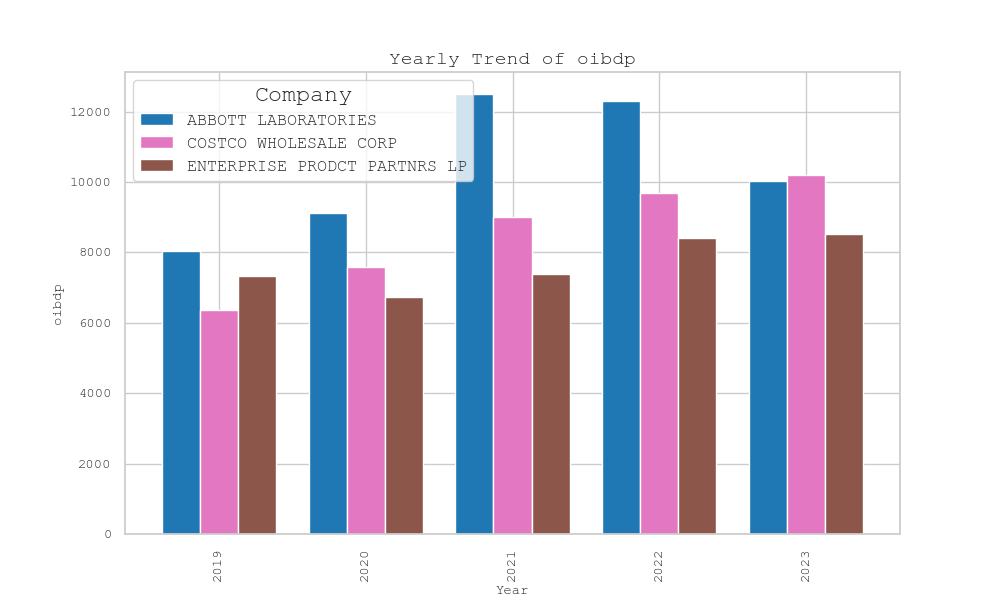 Yearly Trend of oibdp
Company
ABBOTT LABORATORIES
COSTCO WHOLESALE CORP
ENTERPRISE PRODCT PARTNRS LP
12000
10000
8000
6000
4000
2000
0
oibdp
2019
2020
2021
2022
2023
Year